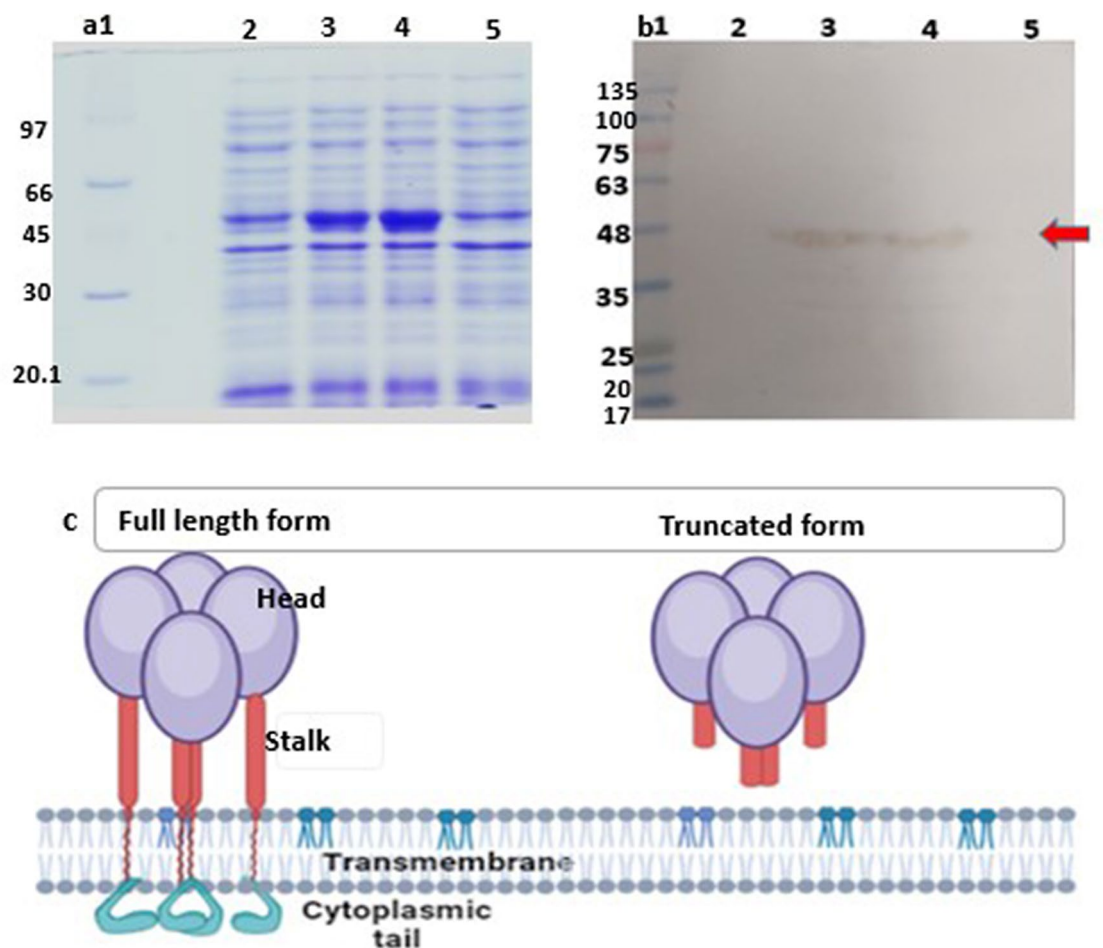 a1 2 3 4 5
97
66
45
30
20.1
b1 2 3 4 5
135
100
75
63
48
35
25
20
17
c Full length form Truncated form
Head
Stalk
Transmembrane
Cytoplasmic
tail